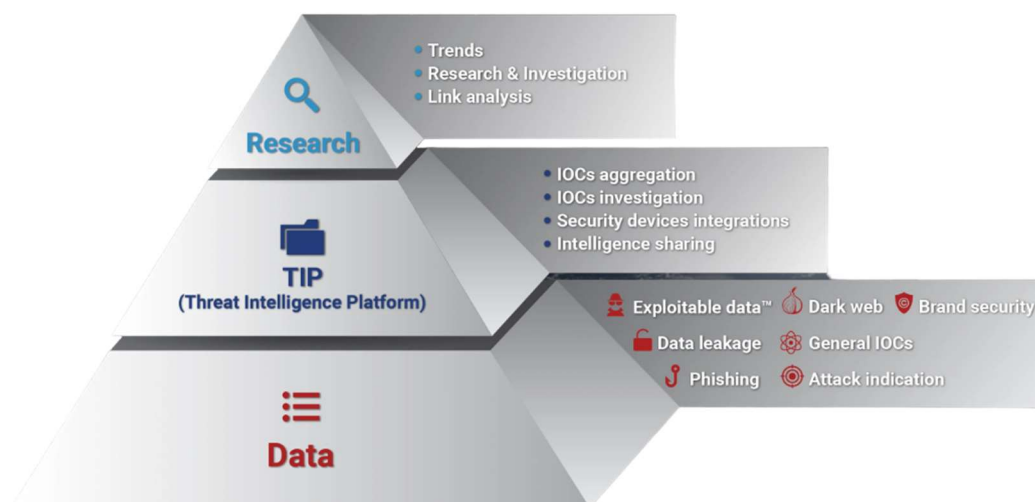 Trends
Research & Investigation
Link analysis
Research
IOCs aggregation
IOCs investigation
Security devices integrations
Intelligence sharing
TIP
(Threat Intelligence Platform)
Exploitable data™ Dark web Brand security
Data leakage General IOCs
Phishing Attack indication
Data